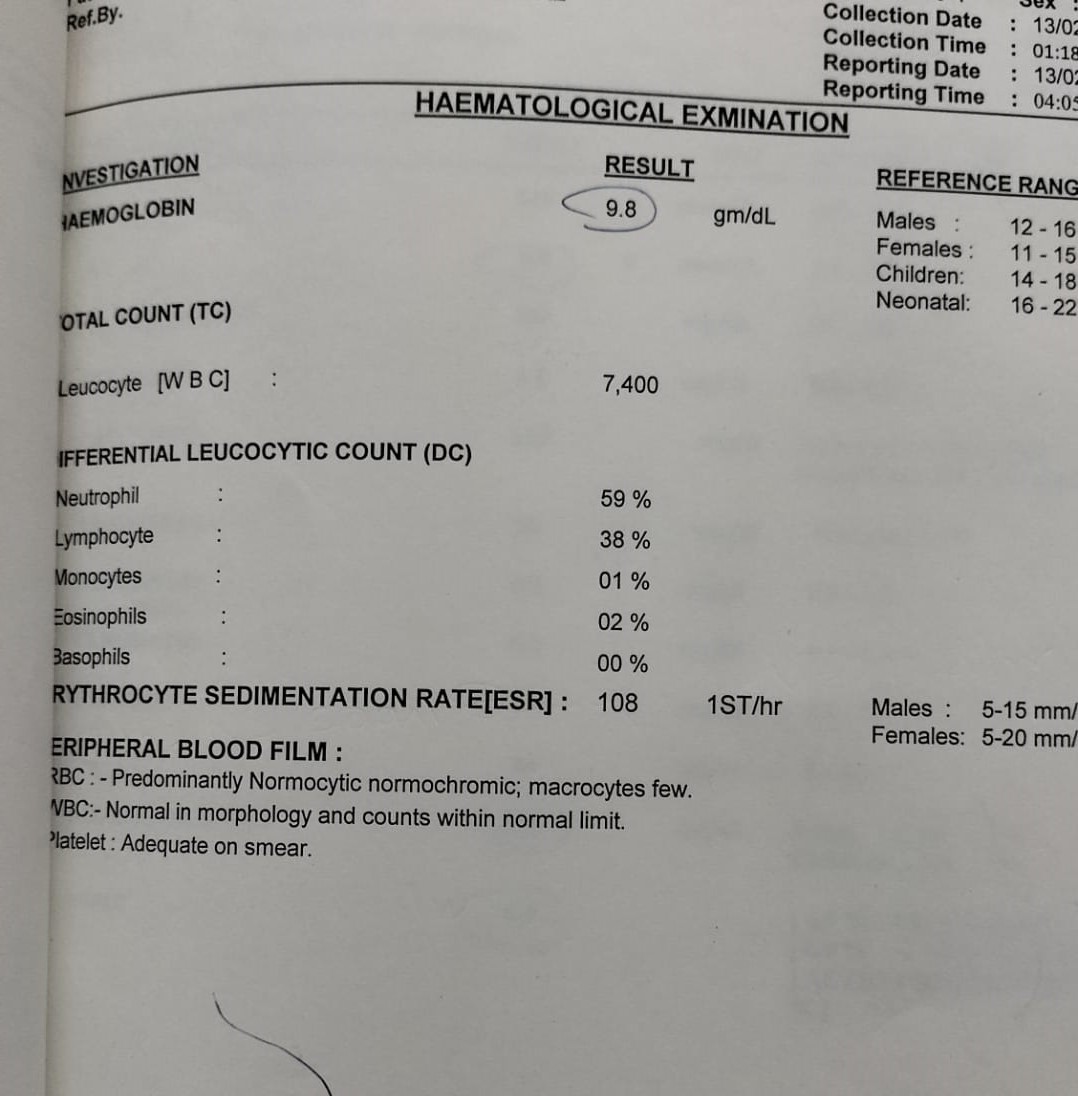 Ref.By.
Sex :
Collection Date : 13/02
Collection Time : 01:18
Reporting Date : 13/02
Reporting Time : 04:05
HAEMATOLOGICAL EXMINATION
NVESTIGATION RESULT REFERENCE RANG
HAEMOGLOBIN 9.8 gm/dL Males : 12 - 16
Females : 11 - 15
Children: 14 - 18
Neonatal: 16 - 22
OTAL COUNT (TC)
Leucocyte [W B C] : 7,400
IFFERENTIAL LEUCOCYTIC COUNT (DC)
Neutrophil : 59 %
Lymphocyte : 38 %
Monocytes : 01 %
Eosinophils : 02 %
Basophils : 00 %
RYTHROCYTE SEDIMENTATION RATE[ESR] : 108 1ST/hr Males : 5-15 mm/
Females: 5-20 mm/
ERIPHERAL BLOOD FILM :
RBC : - Predominantly Normocytic normochromic; macrocytes few.
WBC:- Normal in morphology and counts within normal limit.
Platelet : Adequate on smear.